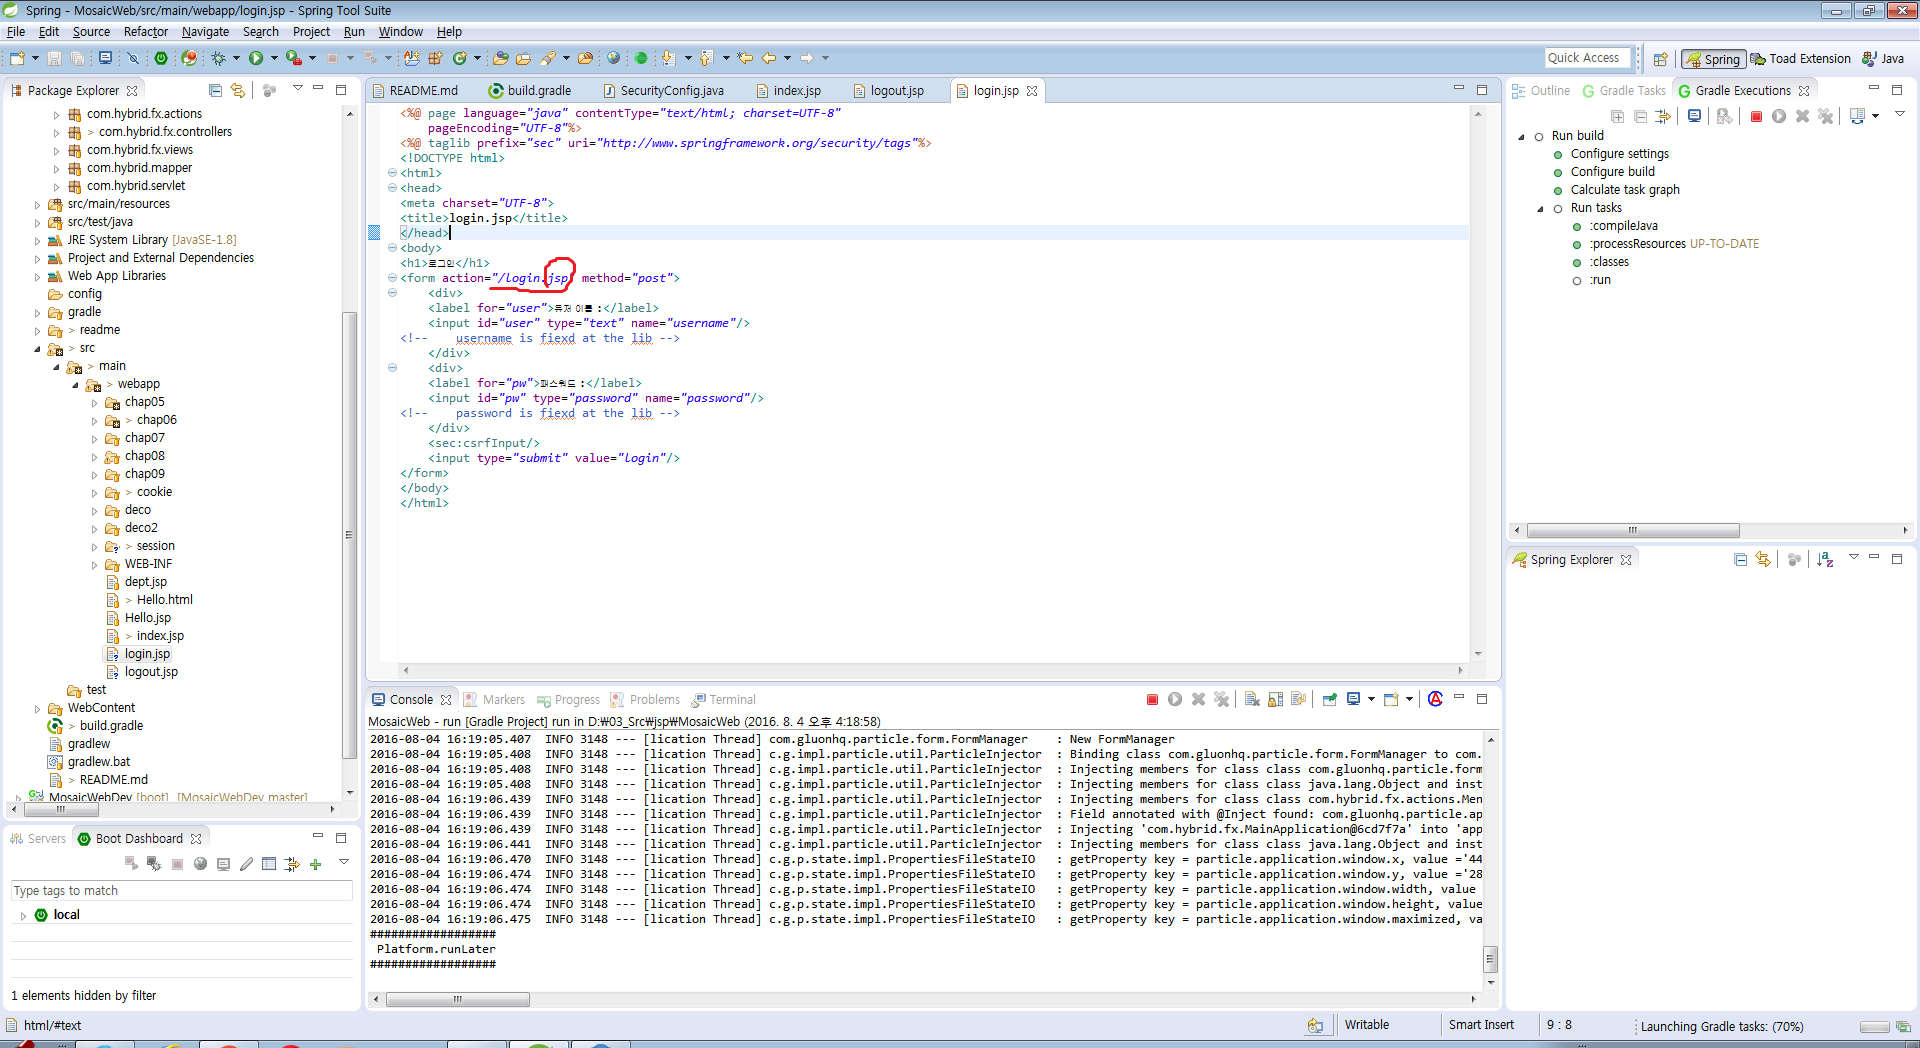 Spring - MosaicWeb/src/main/webapp/login.jsp - Spring Tool Suite
File Edit Source Refactor Navigate Search Project Run Window Help
Quick Access
Spring
Toad Extension
Java
Package Explorer
com.hybrid.fx.actions
> com.hybrid.fx.controllers
com.hybrid.fx.views
com.hybrid.mapper
com.hybrid.servlet
src/main/resources
src/test/java
JRE System Library [JavaSE-1.8]
Project and External Dependencies
Web App Libraries
config
gradle
> readme
> src
> main
> webapp
chap05
> chap06
chap07
chap08
chap09
> cookie
deco
deco2
> session
WEB-INF
dept.jsp
> Hello.html
Hello.jsp
> index.jsp
login.jsp
logout.jsp
test
WebContent
> build.gradle
gradlew
gradlew.bat
> README.md
MosaicWebDev [boot] [MosaicWebDev master]
Servers
Boot Dashboard
Type tags to match
local
1 elements hidden by filter
README.md
build.gradle
SecurityConfig.java
index.jsp
logout.jsp
login.jsp
<%@ page language="java" contentType="text/html; charset=UTF-8"
pageEncoding="UTF-8"%>
<%@ taglib prefix="sec" uri="http://www.springframework.org/security/tags"%>
<!DOCTYPE html>
<html>
<head>
<meta charset="UTF-8">
<title>login.jsp</title>
</head>
<body>
<h1>로그인</h1>
<form action="/login.jsp" method="post">
<div>
<label for="user">유저 이름 :</label>
<input id="user" type="text" name="username"/>
<!-- username is fiexd at the lib -->
</div>
<div>
<label for="pw">패스워드 :</label>
<input id="pw" type="password" name="password"/>
<!-- password is fiexd at the lib -->
</div>
<sec:csrfInput/>
<input type="submit" value="login"/>
</form>
</body>
</html>
Console
Markers
Progress
Problems
Terminal
MosaicWeb - run [Gradle Project] run in D:₩03_Src₩jsp₩MosaicWeb (2016. 8. 4 오후 4:18:58)
2016-08-04 16:19:05.407 INFO 3148 --- [lication Thread] com.gluonhq.particle.form.FormManager : New FormManager
2016-08-04 16:19:05.408 INFO 3148 --- [lication Thread] c.g.impl.particle.util.ParticleInjector : Binding class com.gluonhq.particle.form.FormManager to com.
2016-08-04 16:19:05.408 INFO 3148 --- [lication Thread] c.g.impl.particle.util.ParticleInjector : Injecting members for class class com.gluonhq.particle.form
2016-08-04 16:19:05.408 INFO 3148 --- [lication Thread] c.g.impl.particle.util.ParticleInjector : Injecting members for class class java.lang.Object and inst
2016-08-04 16:19:06.439 INFO 3148 --- [lication Thread] c.g.impl.particle.util.ParticleInjector : Injecting members for class class com.hybrid.fx.actions.Men
2016-08-04 16:19:06.439 INFO 3148 --- [lication Thread] c.g.impl.particle.util.ParticleInjector : Field annotated with @Inject found: com.gluonhq.particle.ap
2016-08-04 16:19:06.439 INFO 3148 --- [lication Thread] c.g.impl.particle.util.ParticleInjector : Injecting 'com.hybrid.fx.MainApplication@6cd7f7a' into 'app
2016-08-04 16:19:06.441 INFO 3148 --- [lication Thread] c.g.impl.particle.util.ParticleInjector : Injecting members for class class java.lang.Object and inst
2016-08-04 16:19:06.470 INFO 3148 --- [lication Thread] c.g.p.state.impl.PropertiesFileStateIO : getProperty key = particle.application.window.x, value ='44
2016-08-04 16:19:06.474 INFO 3148 --- [lication Thread] c.g.p.state.impl.PropertiesFileStateIO : getProperty key = particle.application.window.y, value ='28
2016-08-04 16:19:06.474 INFO 3148 --- [lication Thread] c.g.p.state.impl.PropertiesFileStateIO : getProperty key = particle.application.window.width, value
2016-08-04 16:19:06.474 INFO 3148 --- [lication Thread] c.g.p.state.impl.PropertiesFileStateIO : getProperty key = particle.application.window.height, value
2016-08-04 16:19:06.475 INFO 3148 --- [lication Thread] c.g.p.state.impl.PropertiesFileStateIO : getProperty key = particle.application.window.maximized, va
##################
Platform.runLater
##################
Outline
Gradle Tasks
Gradle Executions
Run build
Configure settings
Configure build
Calculate task graph
Run tasks
:compileJava
:processResources UP-TO-DATE
:classes
:run
Spring Explorer
html/#text
Writable
Smart Insert
9 : 8
Launching Gradle tasks: (70%)